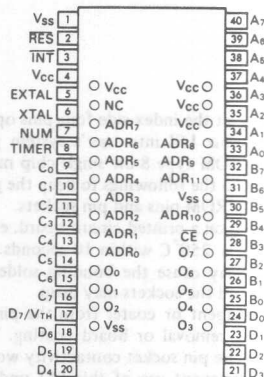 VSS 1 40 A7
RES 2 39 A6
INT 3 38 A5
VCC 4 37 A4
EXTAL 5 VCC VCC 36 A3
XTAL 6 NC VCC 35 A2
NUM 7 ADR7 VCC 34 A1
TIMER 8 ADR6 ADR8 33 A0
C0 9 ADR5 ADR9 32 B7
10 ADR4 ADR11 31 B6
11 ADR3 VSS 30 B5
C3 12 ADR2 ADR10 29 B4
C4 13 ADR1 CE 28 B3
C5 14 ADR0 O7 27 B2
C6 15 O0 O6 26 B1
C7 16 O1 O5 25 B0
D7/VTH 17 O2 O4 24 D0
D6 18 VSS O3 23 D1
D5 19 22 D2
D4 20 21 D3